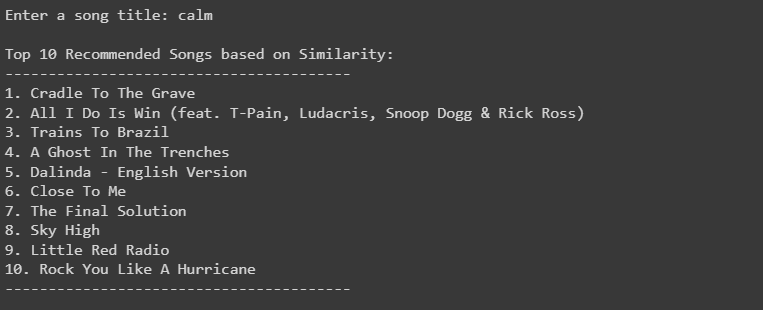 Enter a song title: calm
Top 10 Recommended Songs based on Similarity:
----------------------------------------
1. Cradle To The Grave
2. All I Do Is Win (feat. T-Pain, Ludacris, Snoop Dogg & Rick Ross)
3. Trains To Brazil
4. A Ghost In The Trenches
5. Dalinda - English Version
6. Close To Me
7. The Final Solution
8. Sky High
9. Little Red Radio
10. Rock You Like A Hurricane
----------------------------------------